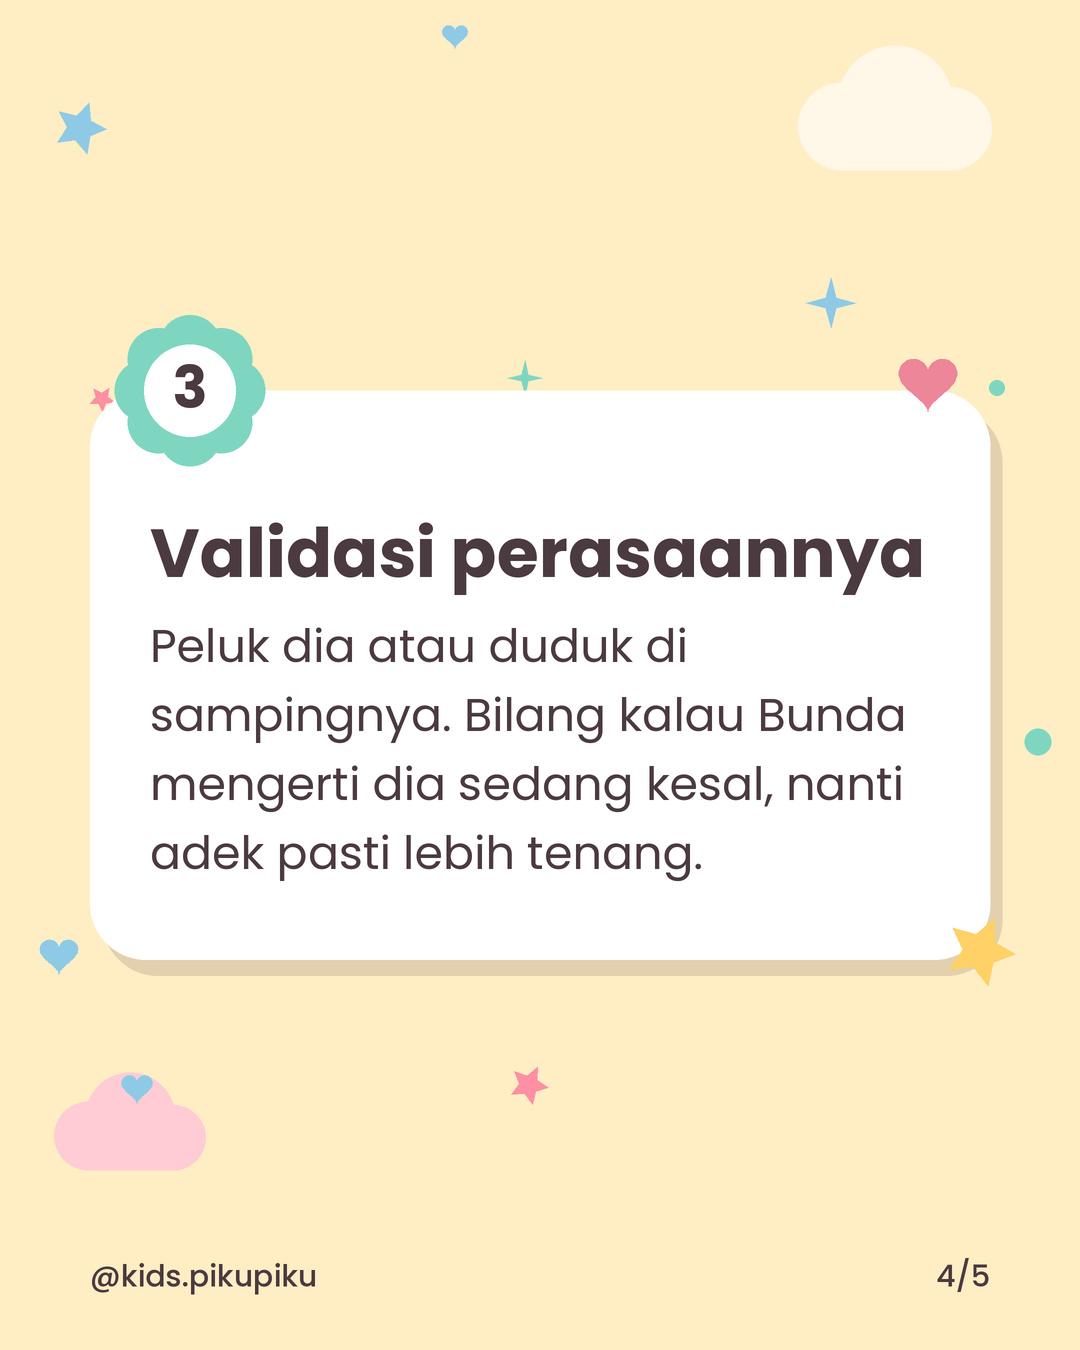 3
Validasi perasaannya
Peluk dia atau duduk di
sampingnya. Bilang kalau Bunda
mengerti dia sedang kesal, nanti
adek pasti lebih tenang.
@kids.pikupiku
4/5